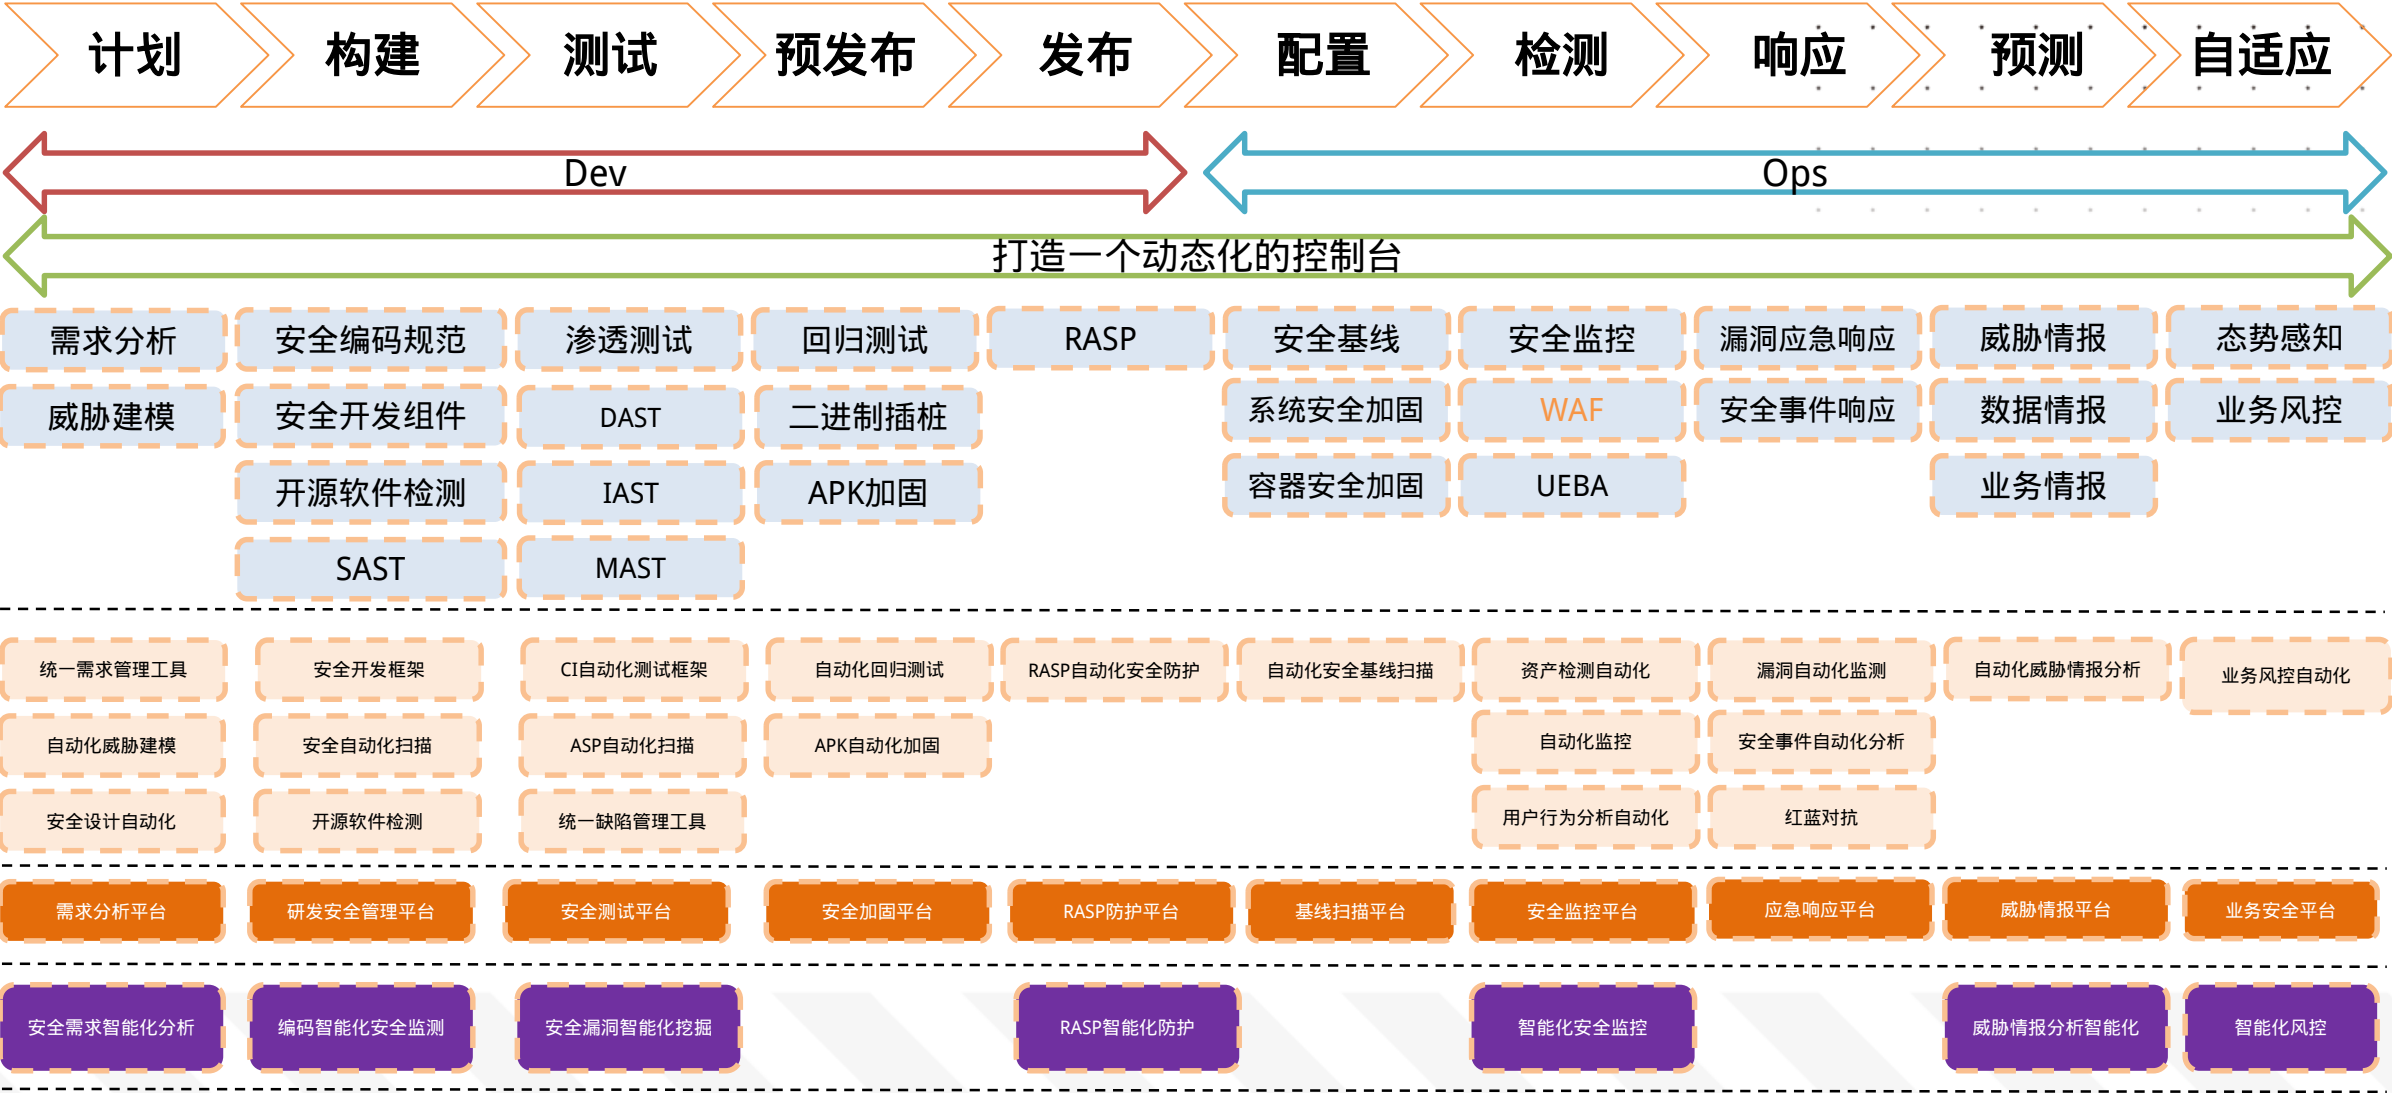 计划
构建
测试
预发布
发布
配置
检测
响应
预测
自适应
Dev
Ops
打造一个动态化的控制台
需求分析
安全编码规范
渗透测试
回归测试
RASP
安全基线
安全监控
漏洞应急响应
威胁情报
态势感知
威胁建模
安全开发组件
DAST
二进制插桩
系统安全加固
WAF
安全事件响应
数据情报
业务风控
开源软件检测
IAST
APK加固
容器安全加固
UEBA
业务情报
SAST
MAST
统一需求管理工具
安全开发框架
CI自动化测试框架
自动化回归测试
RASP自动化安全防护
自动化安全基线扫描
资产检测自动化
漏洞自动化监测
自动化威胁情报分析
业务风控自动化
自动化威胁建模
安全自动化扫描
ASP自动化扫描
APK自动化加固
自动化监控
安全事件自动化分析
安全设计自动化
开源软件检测
统一缺陷管理工具
用户行为分析自动化
红蓝对抗
需求分析平台
研发安全管理平台
安全测试平台
安全加固平台
RASP防护平台
基线扫描平台
安全监控平台
应急响应平台
威胁情报平台
业务安全平台
安全需求智能化分析
编码智能化安全监测
安全漏洞智能化挖掘
RASP智能化防护
智能化安全监控
威胁情报分析智能化
智能化风控